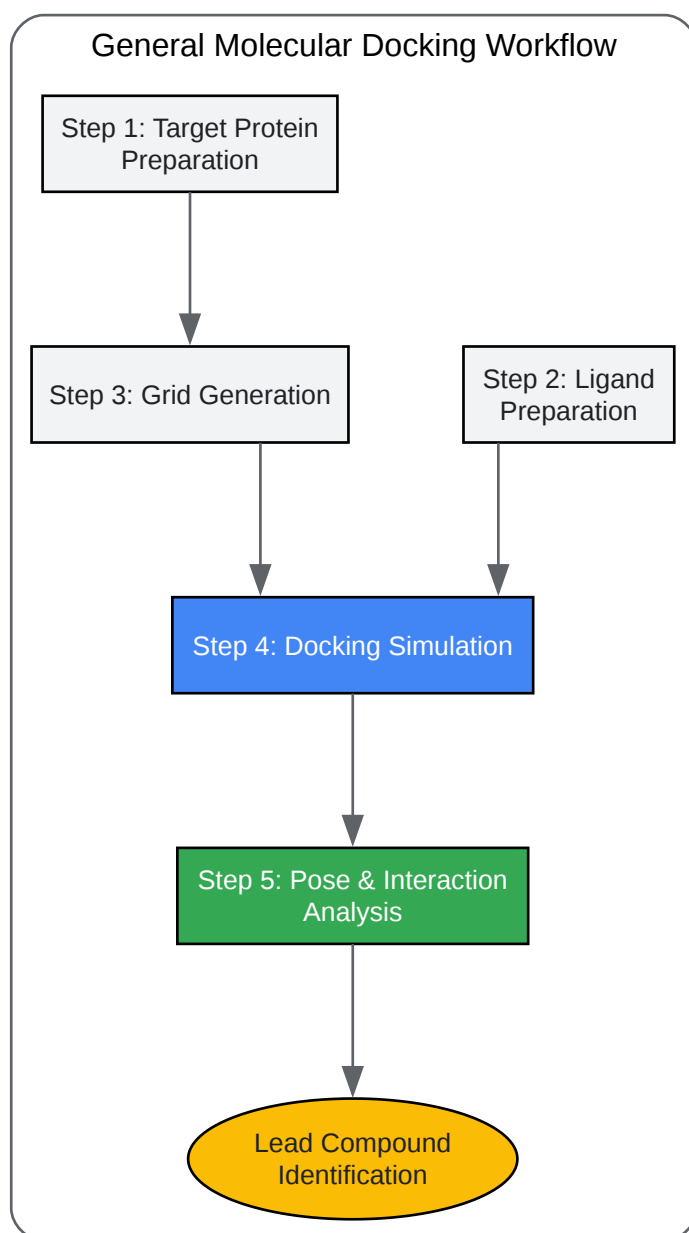 General Molecular Docking Workflow
Step 1: Target Protein
Preparation
Step 3: Grid Generation
Step 2: Ligand
Preparation
Step 4: Docking Simulation
Step 5: Pose & Interaction
Analysis
Lead Compound
Identification